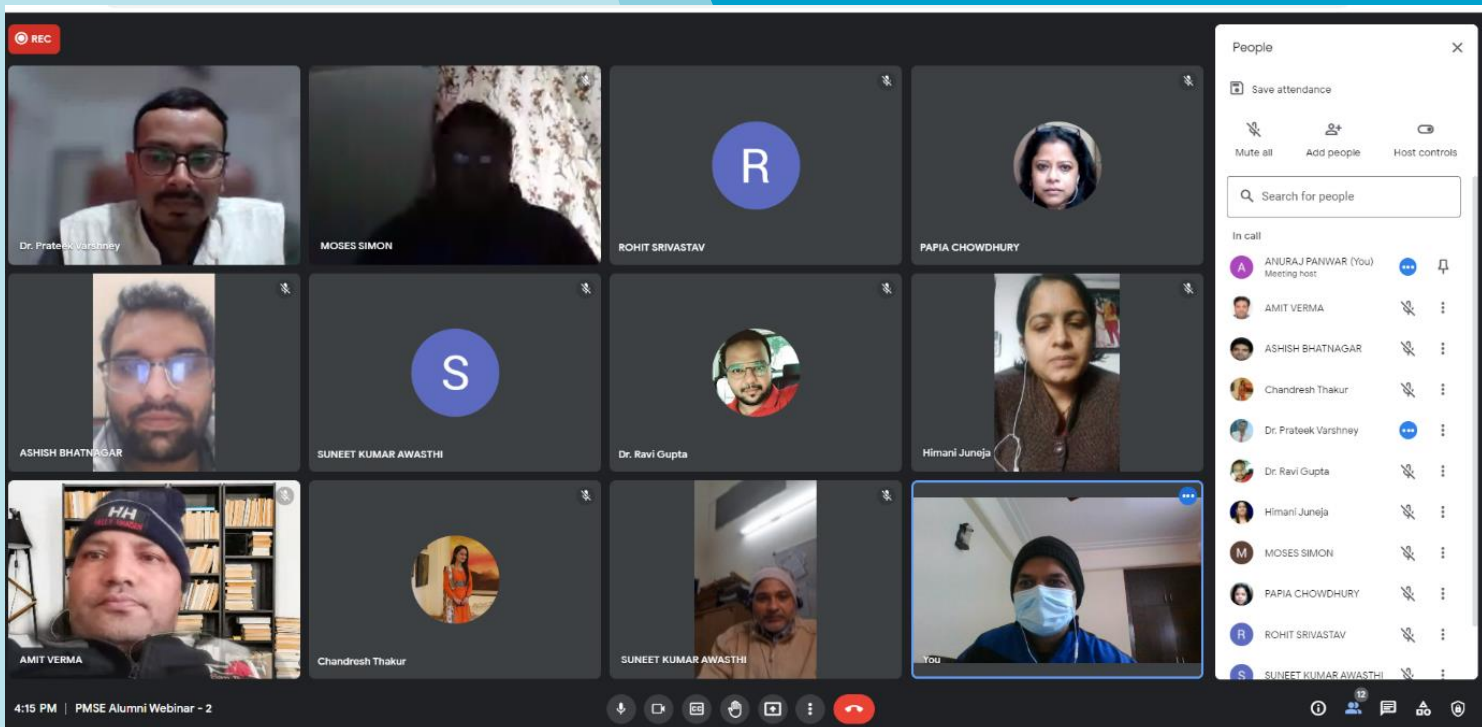 REC
Dr. Prateek Varshney
MOSES SIMON
R
ROHIT SRIVASTAV
PAPIA CHOWDHURY
ASHISH BHATNAGAR
S
SUNEET KUMAR AWASTHI
Dr. Ravi Gupta
Himani Juneja
HH
AMIT VERMA
Chandresh Thakur
SUNEET KUMAR AWASTHI
You
4:15 PM | PMSE Alumni Webinar - 2
CC
12
People
Save attendance
Mute all
Add people
Host controls
Search for people
In call
A
ANURAJ PANWAR (You)
Meeting host
AMIT VERMA
ASHISH BHATNAGAR
Chandresh Thakur
Dr. Prateek Varshney
Dr. Ravi Gupta
Himani Juneja
M
MOSES SIMON
PAPIA CHOWDHURY
R
ROHIT SRIVASTAV
S
SUNEET KUMAR AWASTHI